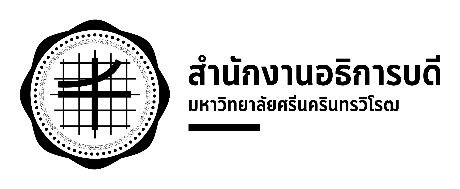 สำนักงานอธิการบดี
มหาวิทยาลัยศรีนครินทรวิโรฒ